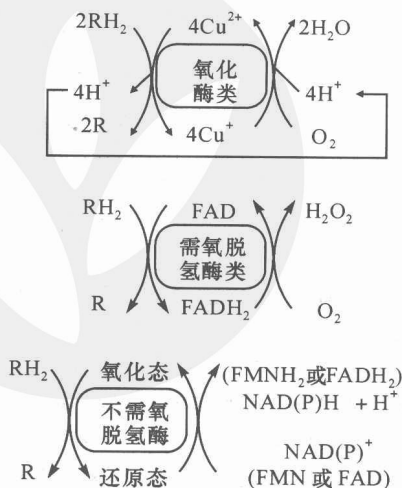 2RH₂ 4Cu²⁺ 2H₂O
氧化
酶类
4H⁺ 4H⁺
2R 4Cu⁺ O₂
RH₂ FAD H₂O₂
需氧脱
氢酶类
R FADH₂ O₂
RH₂ 氧化态 (FMNH₂或FADH₂)
NAD(P)H + H⁺
不需氧
脱氢酶
NAD(P)⁺
R 还原态 (FMN 或 FAD)